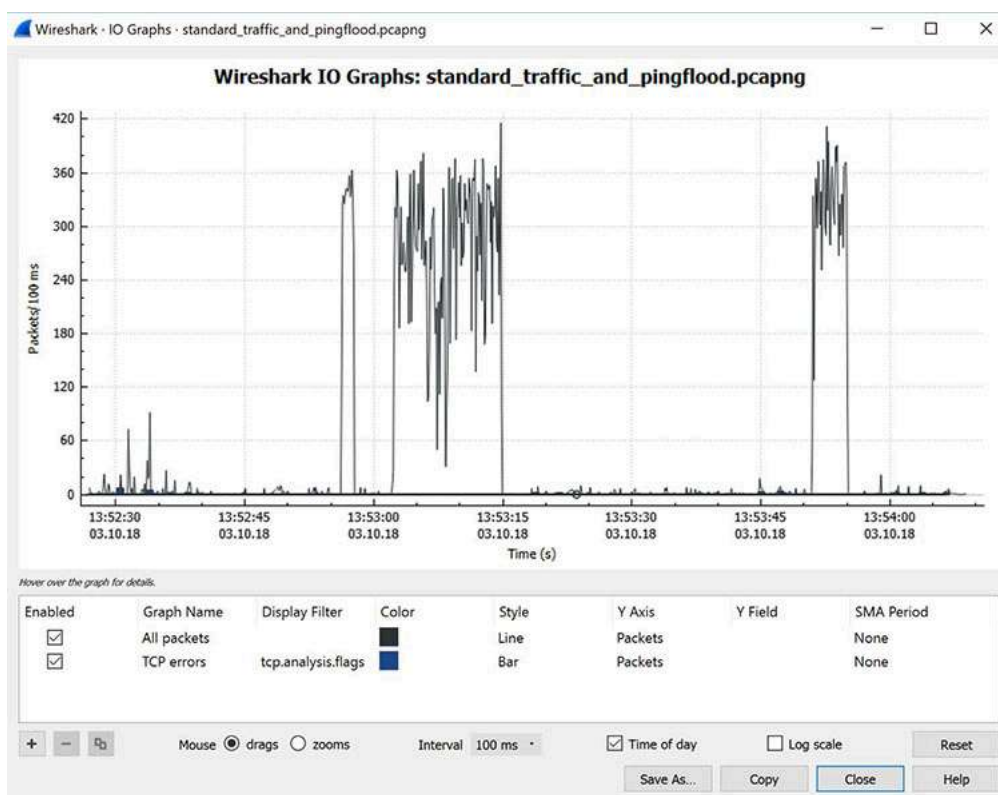 Wireshark · IO Graphs · standard_traffic_and_pingflood.pcapng
Wireshark IO Graphs: standard_traffic_and_pingflood.pcapng
420
360
300
240
180
120
60
0
Packets/100 ms
13:52:30 13:52:45 13:53:00 13:53:15 13:53:30 13:53:45 13:54:00
03.10.18 03.10.18 03.10.18 03.10.18 03.10.18 03.10.18 03.10.18
Time (s)
Hover over the graph for details.
Enabled Graph Name Display Filter Color Style Y Axis Y Field SMA Period
All packets Line Packets None
TCP errors tcp.analysis.flags Bar Packets None
Mouse drags zooms Interval 100 ms Time of day Log scale Reset
Save As... Copy Close Help